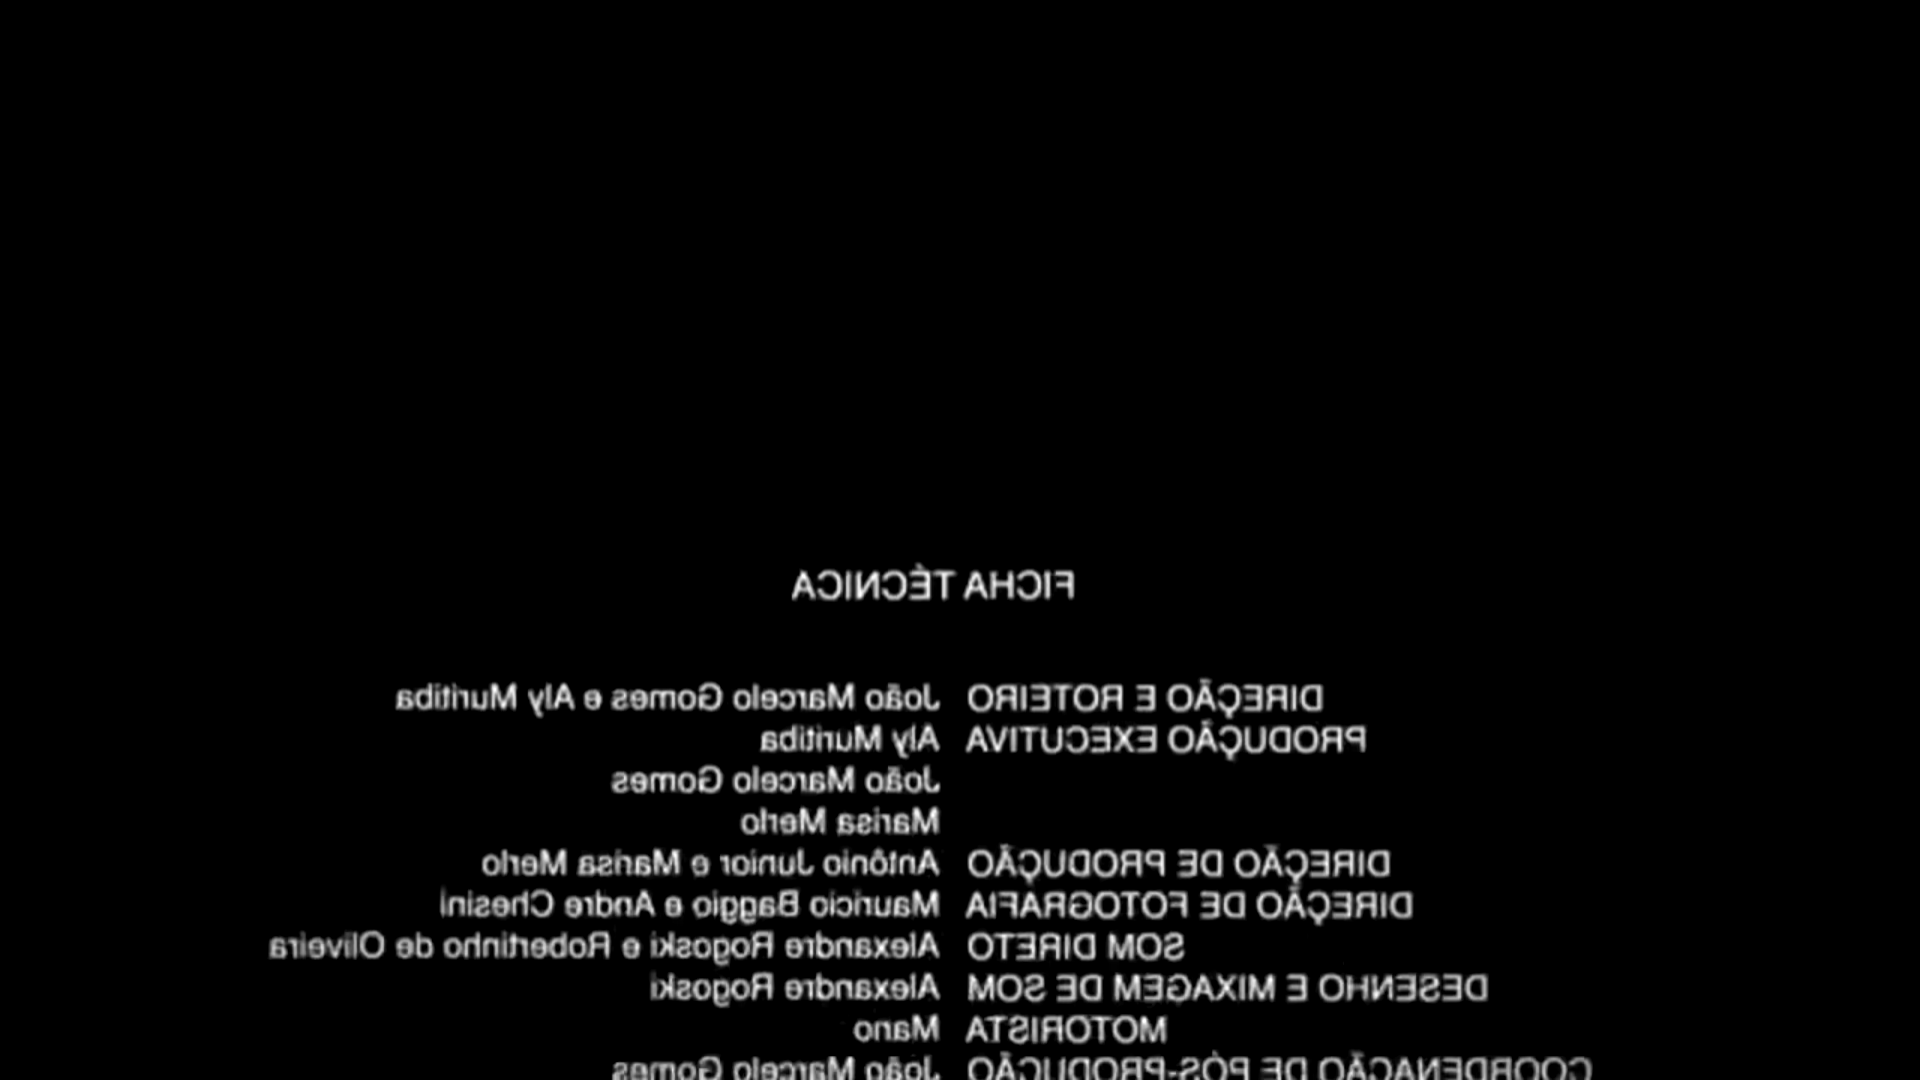 FICHA TÉCNICA
DIREÇÃO E ROTEIRO João Marcelo Gomes e Aly Muritiba
PRODUÇÃO EXECUTIVA Aly Muritiba
João Marcelo Gomes
Marisa Merlo
DIREÇÃO DE PRODUÇÃO Antônio Junior e Marisa Merlo
DIREÇÃO DE FOTOGRAFIA Maurício Baggio e Andre Chesini
SOM DIRETO Alexandre Rogoski e Robertinho de Oliveira
DESENHO E MIXAGEM DE SOM Alexandre Rogoski
MOTORISTA Mano
COORDENAÇÃO DE PÓS-PRODUÇÃO João Marcelo Gomes